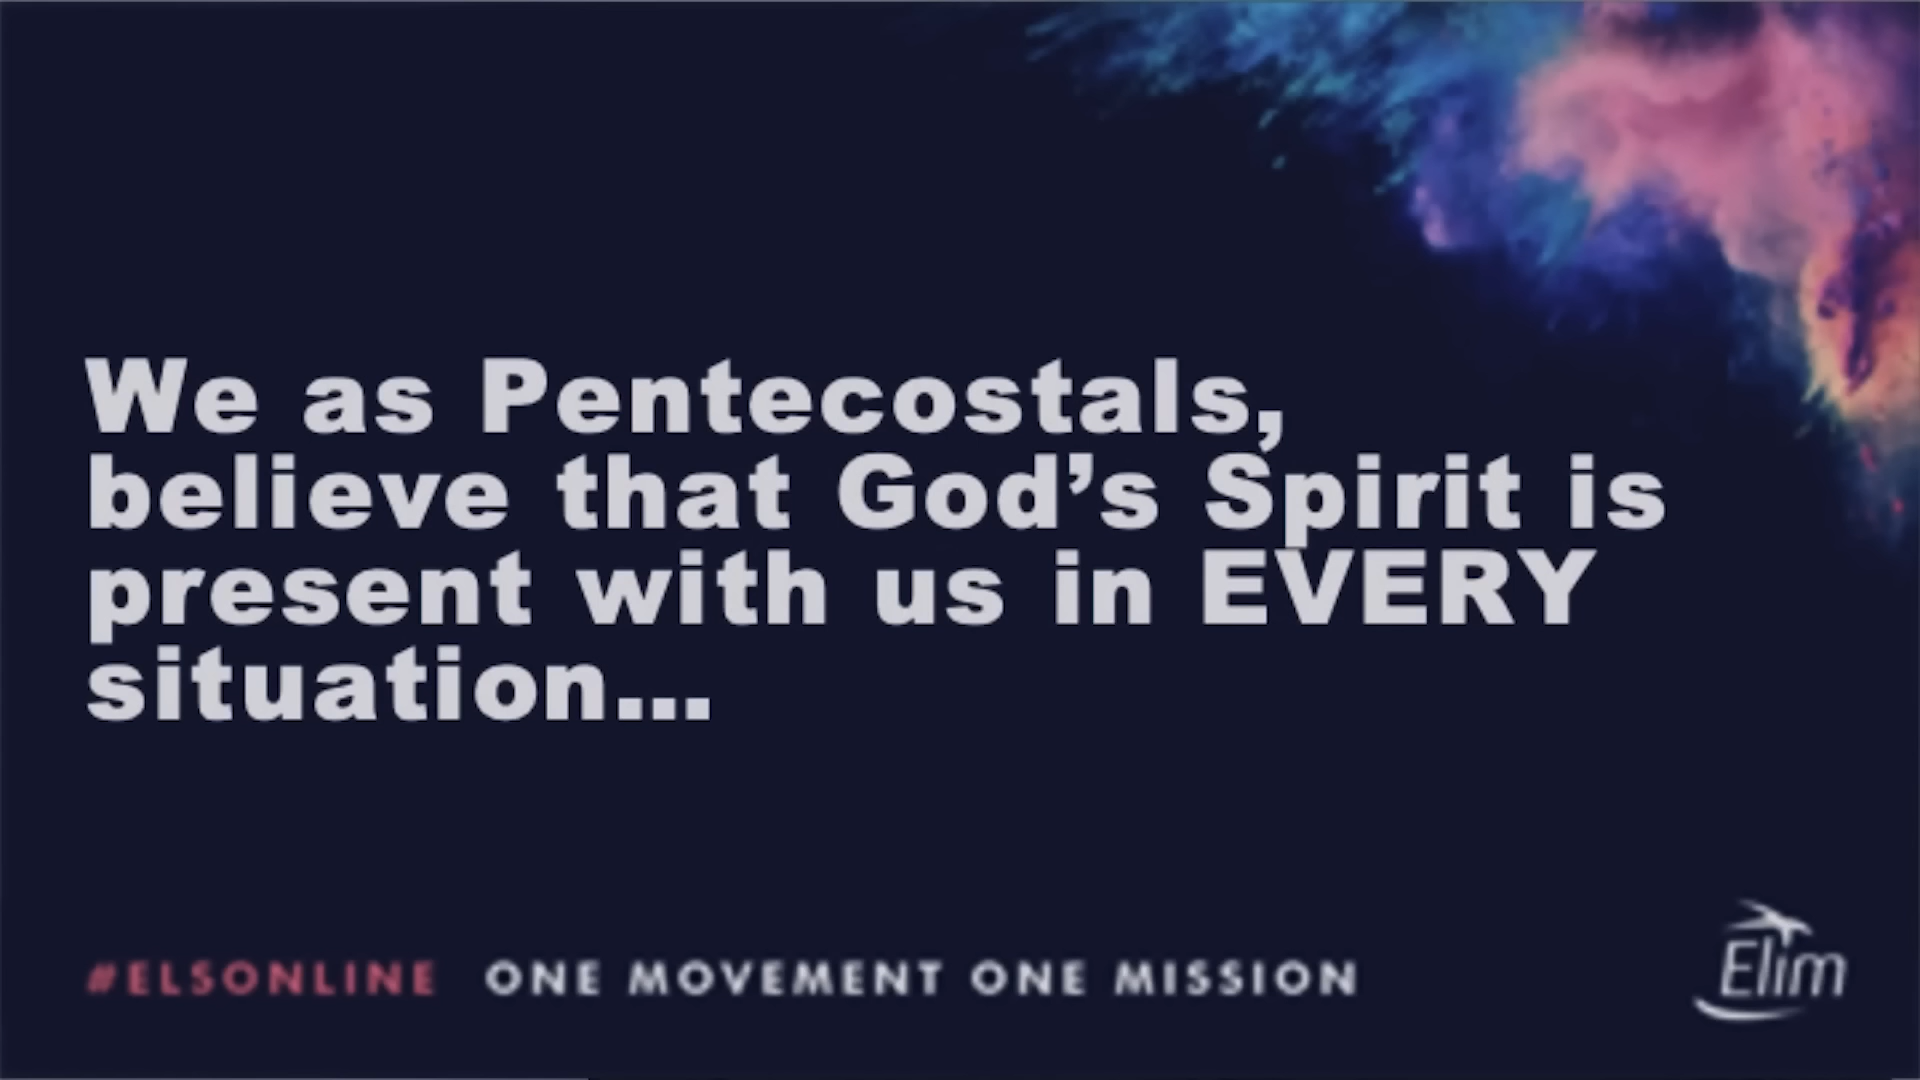 We as Pentecostals,
believe that God’s Spirit is
present with us in EVERY
situation...
#ELSONLINE ONE MOVEMENT ONE MISSION
Elim